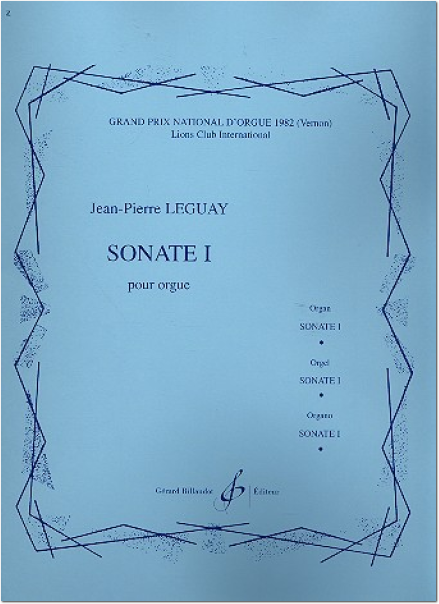 GRAND PRIX NATIONAL D'ORGUE 1982 (Vernon)
Lions Club International
Jean-Pierre LEGUAY
SONATE I
pour orgue
Organ
SONATE I
Orgel
SONATE I
Organo
SONATE I
Gérard Billaudot Éditeur